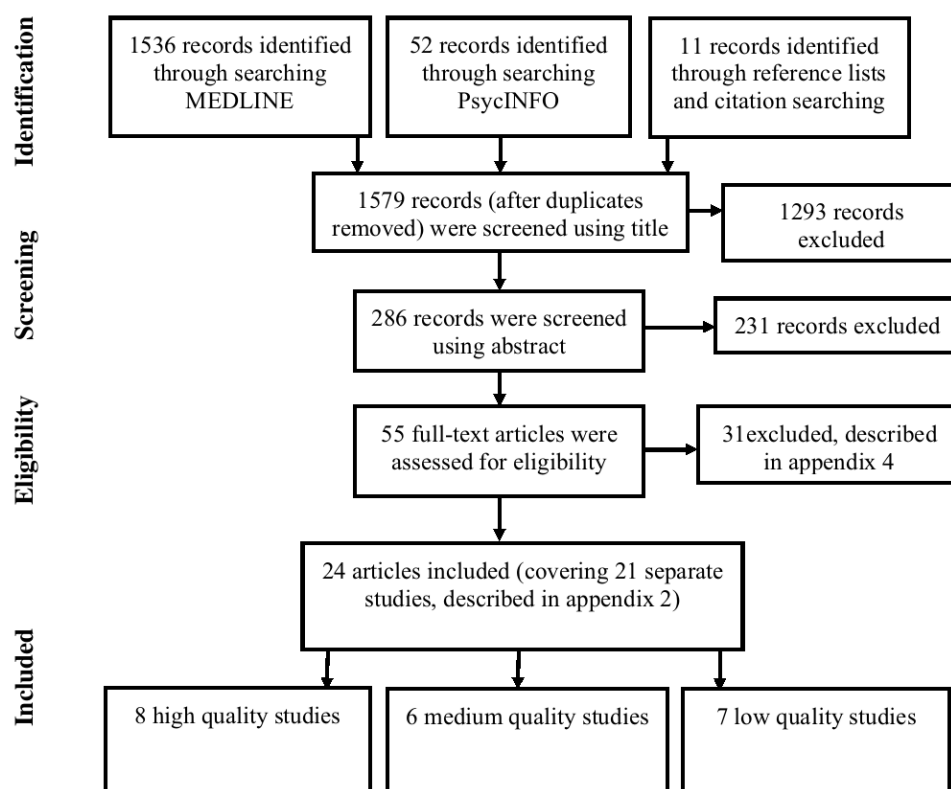 Identification
1536 records identified
through searching
MEDLINE
52 records identified
through searching
PsycINFO
11 records identified
through reference lists
and citation searching
Screening
1579 records (after duplicates
removed) were screened using title
1293 records
excluded
286 records were screened
using abstract
231 records excluded
Eligibility
55 full-text articles were
assessed for eligibility
31excluded, described
in appendix 4
Included
24 articles included (covering 21 separate
studies, described in appendix 2)
8 high quality studies
6 medium quality studies
7 low quality studies